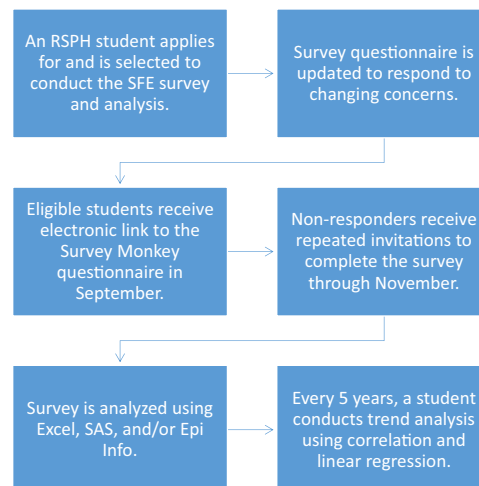 An RSPH student applies
for and is selected to
conduct the SFE survey
and analysis.
Survey questionnaire is
updated to respond to
changing concerns.
Eligible students receive
electronic link to the
Survey Monkey
questionnaire in
September.
Non-responders receive
repeated invitations to
complete the survey
through November.
Survey is analyzed using
Excel, SAS, and/or Epi
Info.
Every 5 years, a student
conducts trend analysis
using correlation and
linear regression.